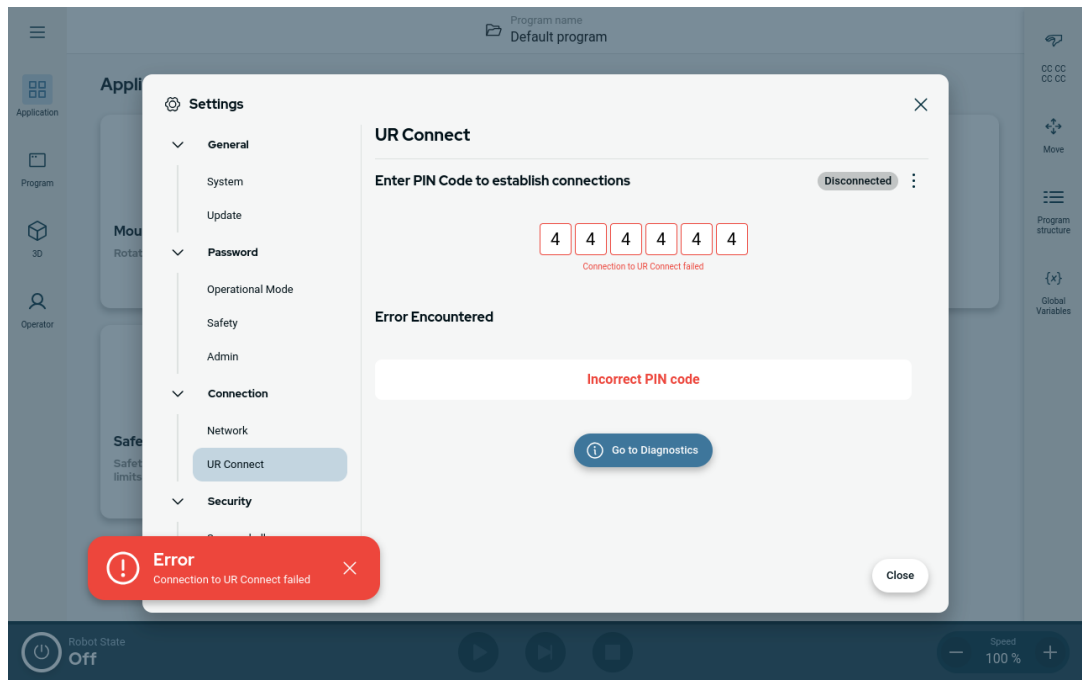 Program name
Default program
Appli
Application
Program
3D
Operator
Mou
Rotat
Safe
Safet
limits
Settings
General
System
Update
Password
Operational Mode
Safety
Admin
Connection
Network
UR Connect
Security
UR Connect
Enter PIN Code to establish connections
Disconnected
4 4 4 4 4 4
Connection to UR Connect failed
Error Encountered
Incorrect PIN code
Go to Diagnostics
Close
Error
Connection to UR Connect failed
CC CC
CC CC
Move
Program
structure
{x}
Global
Variables
Robot State
Off
Speed
100 %